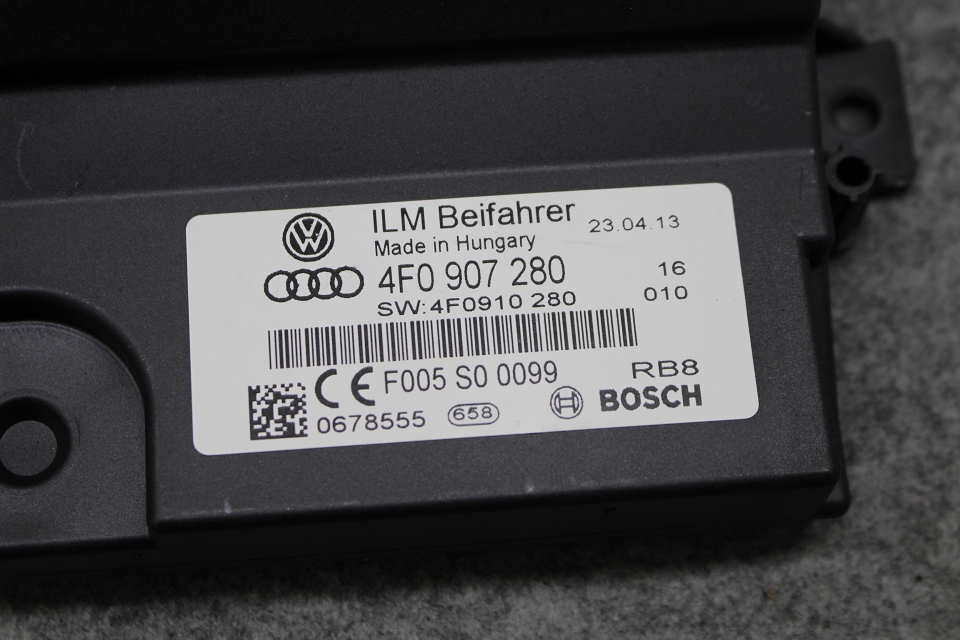 ILM Beifahrer
23.04.13
Made in Hungary
4F0 907 280
16
SW:4F0910 280
010
CE F005 S0 0099
RB8
0678555
658
BOSCH